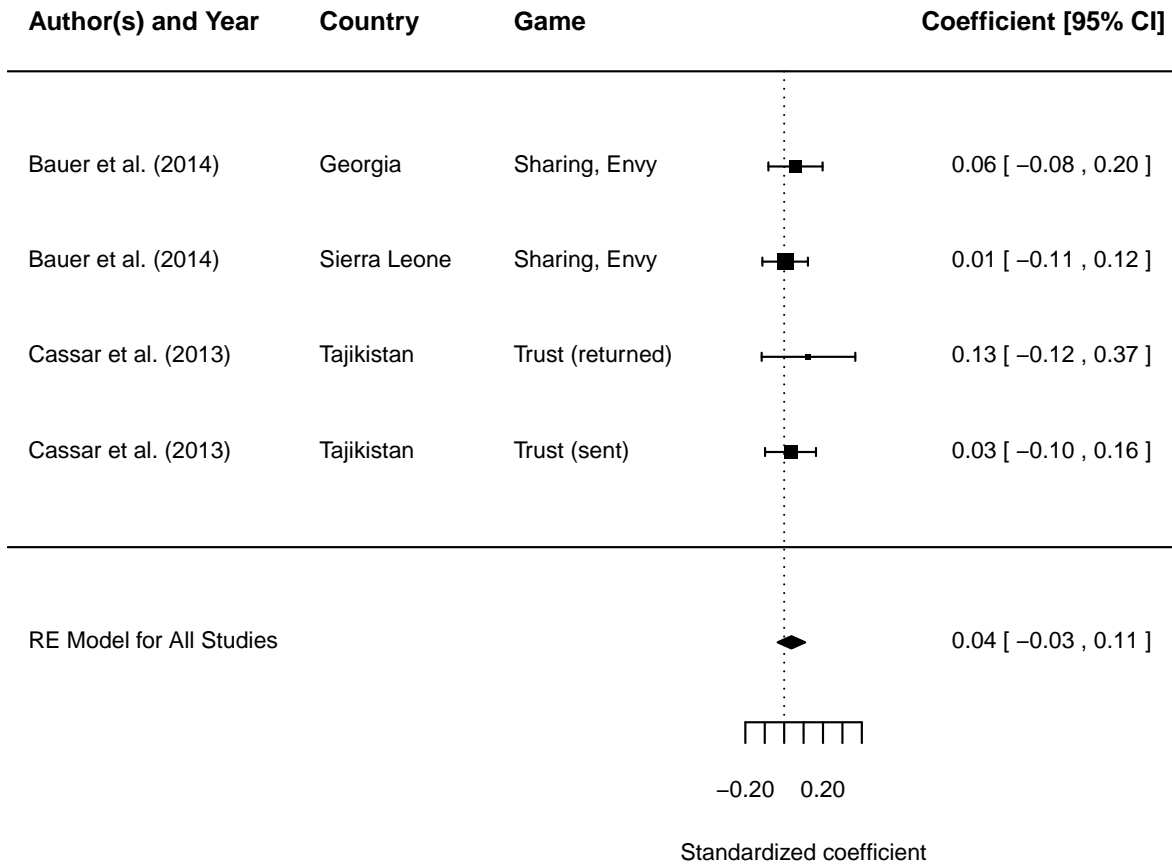 Author(s) and Year Country Game Coefficient [95% CI]
Bauer et al. (2014) Georgia Sharing, Envy 0.06 [ −0.08 , 0.20 ]
Bauer et al. (2014) Sierra Leone Sharing, Envy 0.01 [ −0.11 , 0.12 ]
Cassar et al. (2013) Tajikistan Trust (returned) 0.13 [ −0.12 , 0.37 ]
Cassar et al. (2013) Tajikistan Trust (sent) 0.03 [ −0.10 , 0.16 ]
RE Model for All Studies 0.04 [ −0.03 , 0.11 ]
−0.20 0.20
Standardized coefficient